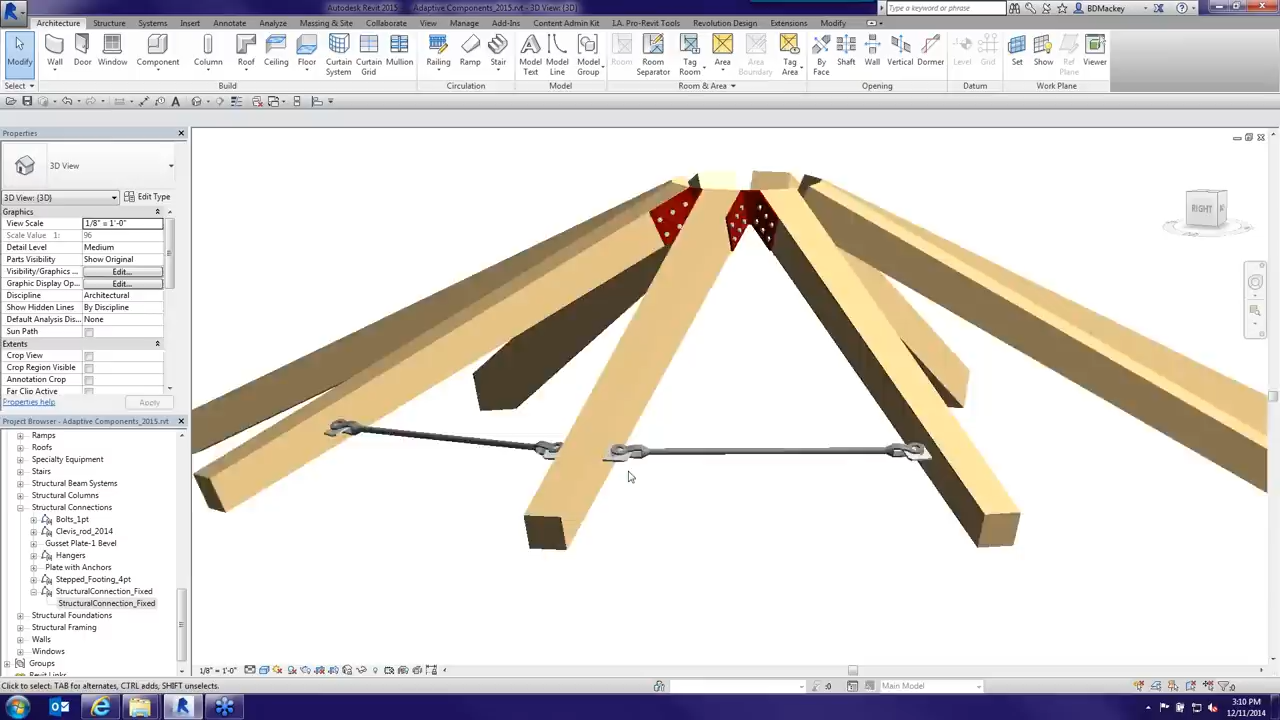 Autodesk Revit 2015 - Adaptive Components_2015.rvt - 3D View: {3D}
Type a keyword or phrase
BDMackey
Architecture Structure Systems Insert Annotate Analyze Massing & Site Collaborate View Manage Add-Ins Content Admin Kit I.A. Pro-Revit Tools Revolution Design Extensions Modify
Modify Wall Door Window Component Column Roof Ceiling Floor Curtain System Curtain Grid Mullion Railing Ramp Stair Model Text Model Line Model Group Room Room Separator Tag Room Area Area Boundary Tag Area By Face Shaft Wall Vertical Dormer Level Grid Set Show Ref Plane Viewer
Select Build Circulation Model Room & Area Opening Datum Work Plane
Properties
3D View
3D View: {3D} Edit Type
Graphics
View Scale 1/8" = 1'-0"
Scale Value 1: 96
Detail Level Medium
Parts Visibility Show Original
Visibility/Graphics ... Edit...
Graphic Display Op... Edit...
Discipline Architectural
Show Hidden Lines By Discipline
Default Analysis Dis... None
Sun Path
Extents
Crop View
Crop Region Visible
Annotation Crop
Far Clip Active
Properties help Apply
RIGHT
Project Browser - Adaptive Components_2015.rvt
Ramps
Roofs
Specialty Equipment
Stairs
Structural Beam Systems
Structural Columns
Structural Connections
Bolts_1pt
Clevis_rod_2014
Gusset Plate-1 Bevel
Hangers
Plate with Anchors
Stepped_Footing_4pt
StructuralConnection_Fixed
StructuralConnection_Fixed
Structural Foundations
Structural Framing
Walls
Windows
Groups
Revit Links
1/8" = 1'-0"
Click to select: TAB for alternates, CTRL adds, SHIFT unselects.
:0
Main Model
:0
3:10 PM
12/11/2014